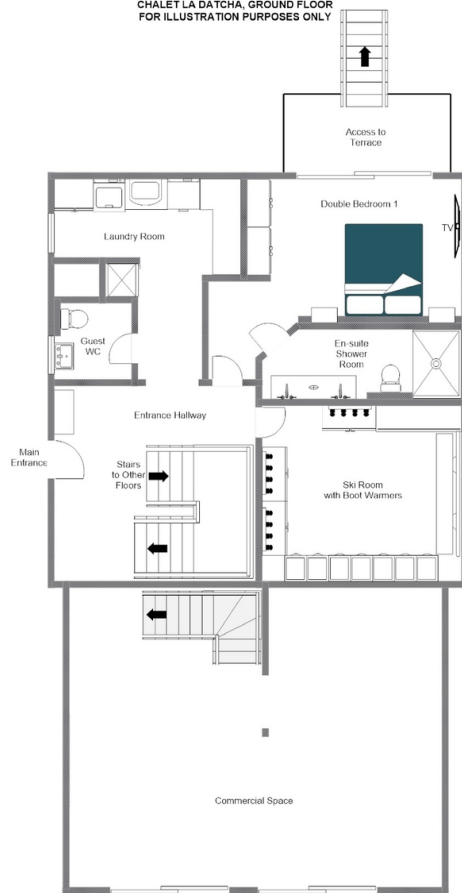 CHALET LA DATCHA, GROUND FLOOR
FOR ILLUSTRATION PURPOSES ONLY
Access to
Terrace
Double Bedroom 1
TV
Laundry Room
Guest
WC
En-suite
Shower
Room
Entrance Hallway
Main
Entrance
Stairs
to Other
Floors
Ski Room
with Boot Warmers
Commercial Space